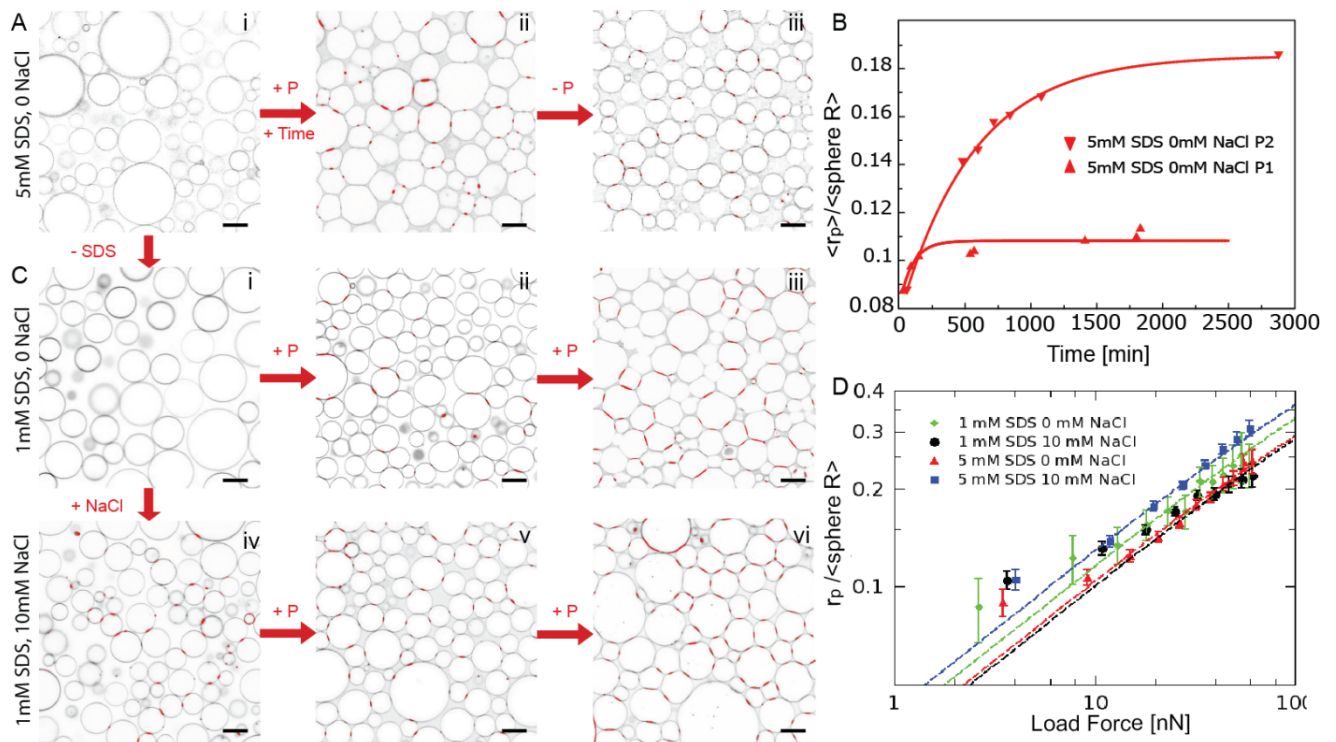 A
5mM SDS, 0 NaCl
i
+ P
+ Time
ii
- P
iii
- SDS
C
1mM SDS, 0 NaCl
i
+ P
ii
+ P
iii
+ NaCl
1mM SDS, 10mM NaCl
iv
+ P
v
+ P
vi
B
<r_p>/<sphere R>
0.18
0.16
0.14
0.12
0.1
0.08
5mM SDS 0mM NaCl P2
5mM SDS 0mM NaCl P1
0 500 1000 1500 2000 2500 3000
Time [min]
D
r_p/<sphere R>
0.4
0.3
0.2
0.1
1 mM SDS 0 mM NaCl
1 mM SDS 10 mM NaCl
5 mM SDS 0 mM NaCl
5 mM SDS 10 mM NaCl
1 10 100
Load Force [nN]